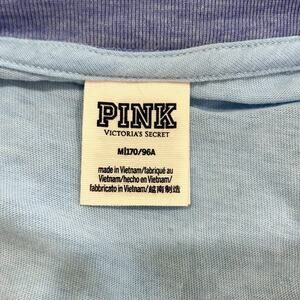 PINK
VICTORIA'S SECRET
M|170/96A
made in Vietnam/fabriqué au
Vietnam/hecho en Vietnam/
fabbricato in Vietnam/越南制造